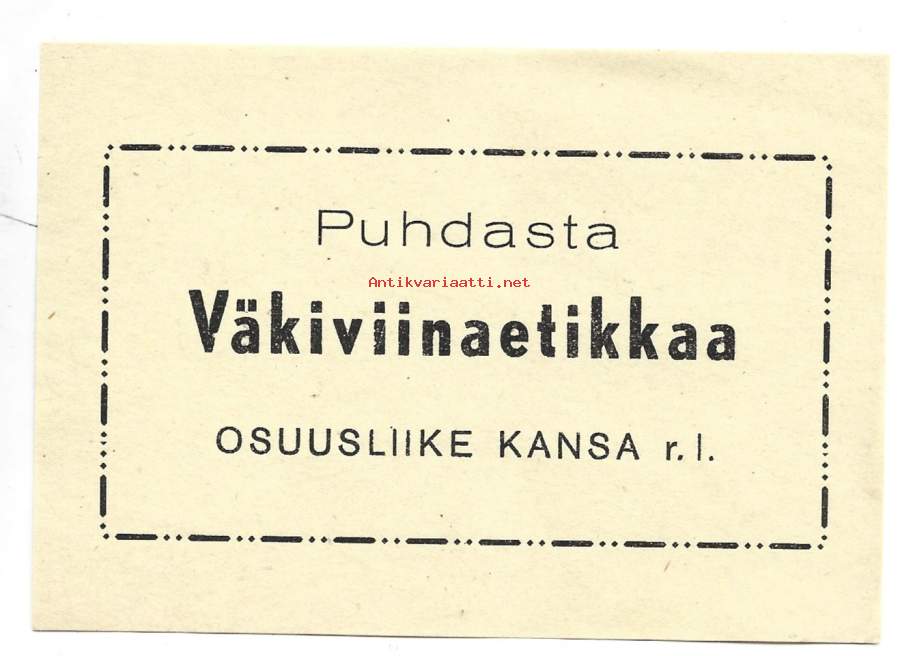 Puhdasta
Antikvariaatti.net
Väkiviinaetikkaa
OSUUSLIIKE KANSA r. l.